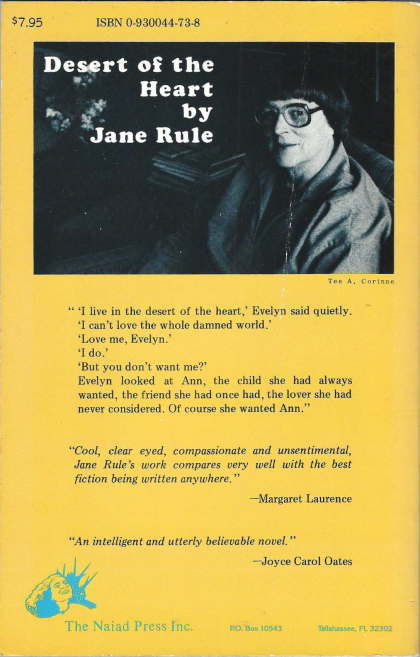 $7.95 ISBN 0-930044-73-8
Desert of the
Heart
by
Jane Rule
Tee A. Corinne
" 'I live in the desert of the heart,' Evelyn said quietly.
'I can't love the whole damned world.'
'Love me, Evelyn.'
'I do.'
'But you don't want me?'
Evelyn looked at Ann, the child she had always
wanted, the friend she had once had, the lover she had
never considered. Of course she wanted Ann."
"Cool, clear eyed, compassionate and unsentimental,
Jane Rule's work compares very well with the best
fiction being written anywhere."
—Margaret Laurence
"An intelligent and utterly believable novel."
—Joyce Carol Oates
The Naiad Press Inc. P.O. Box 10543 Tallahassee, FL 32302